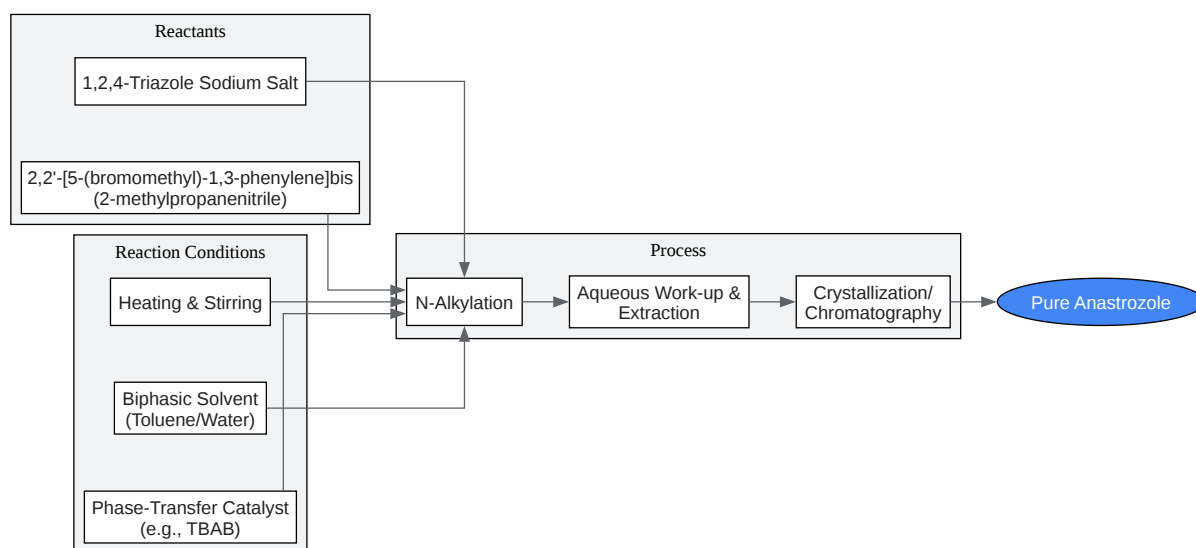 Reactants
1,2,4-Triazole Sodium Salt
2,2'-[5-(bromomethyl)-1,3-phenylene]bis
(2-methylpropanenitrile)
Reaction Conditions
Heating & Stirring
Biphasic Solvent
(Toluene/Water)
Phase-Transfer Catalyst
(e.g., TBAB)
Process
N-Alkylation
Aqueous Work-up &
Extraction
Crystallization/
Chromatography
Pure Anastrozole